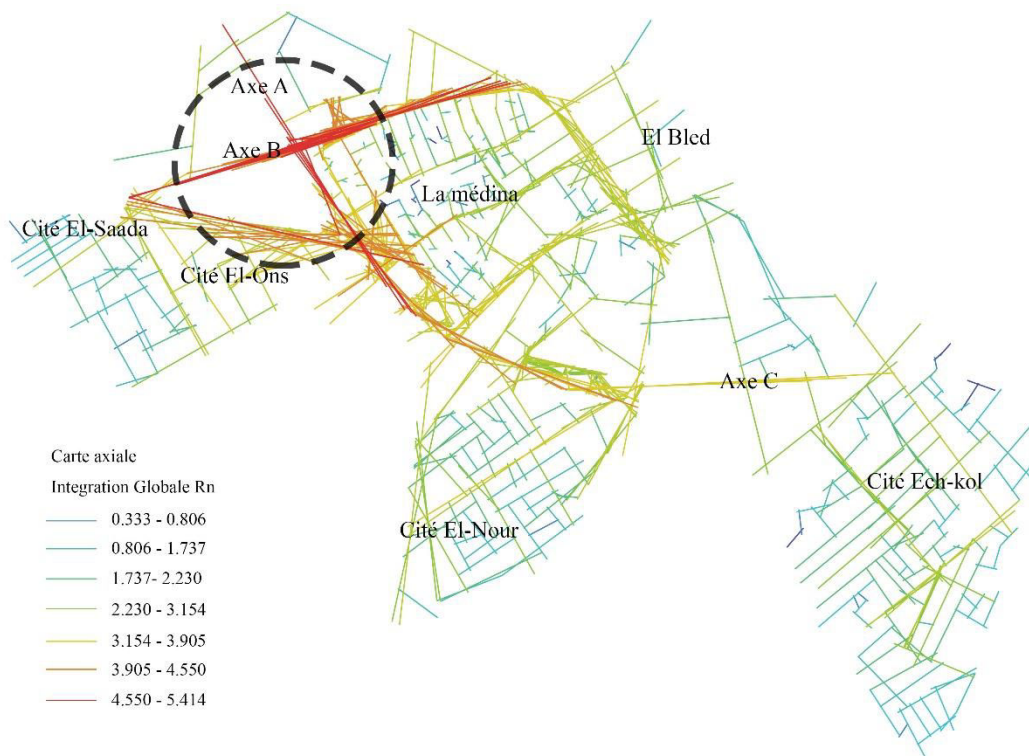 Axe A
Axe B
El Bled
La médina
Cité El-Saada
Cité El-Ons
Axe C
Cité Ech-kol
Cité El-Nour
Carte axiale
Integration Globale Rn
0.333 - 0.806
0.806 - 1.737
1.737- 2.230
2.230 - 3.154
3.154 - 3.905
3.905 - 4.550
4.550 - 5.414